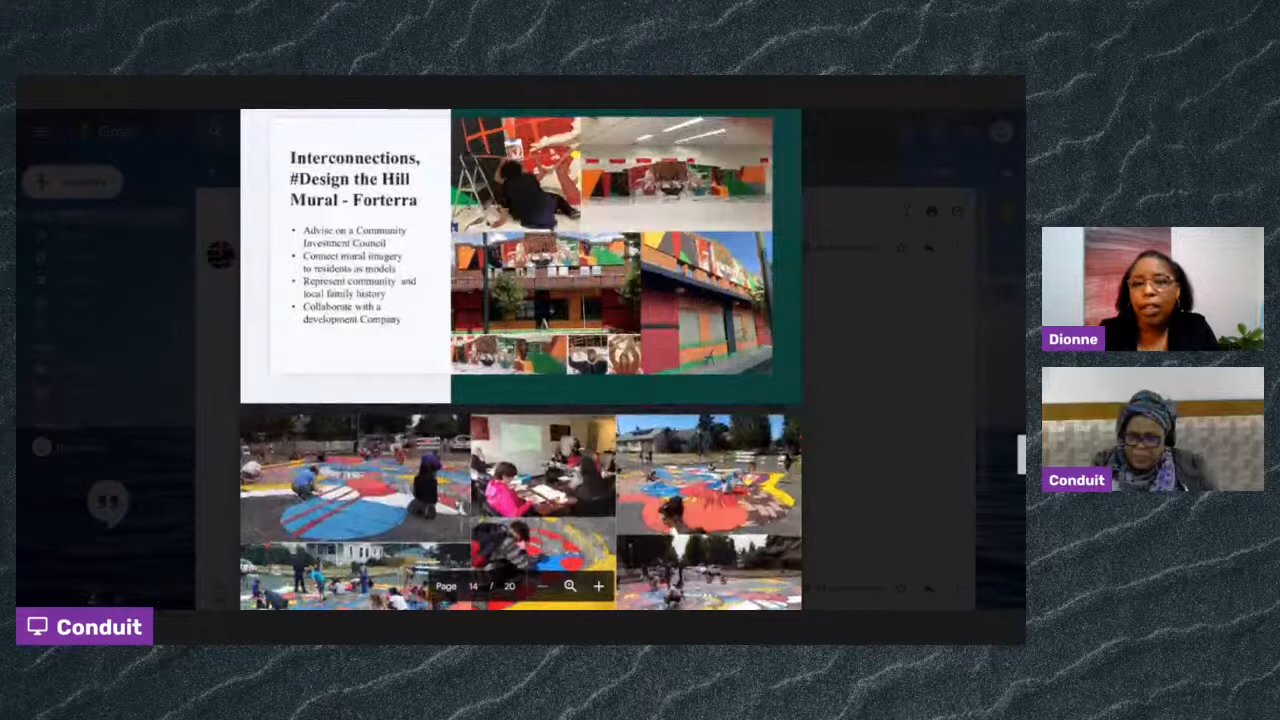 Gmail
Interconnections,
#Design the Hill
Mural - Forterra
• Advise on a Community
Investment Council
• Connect mural imagery
to residents as models
• Represent community and
local family history
• Collaborate with a
development Company
Page 14 / 20
Conduit
Dionne
Conduit